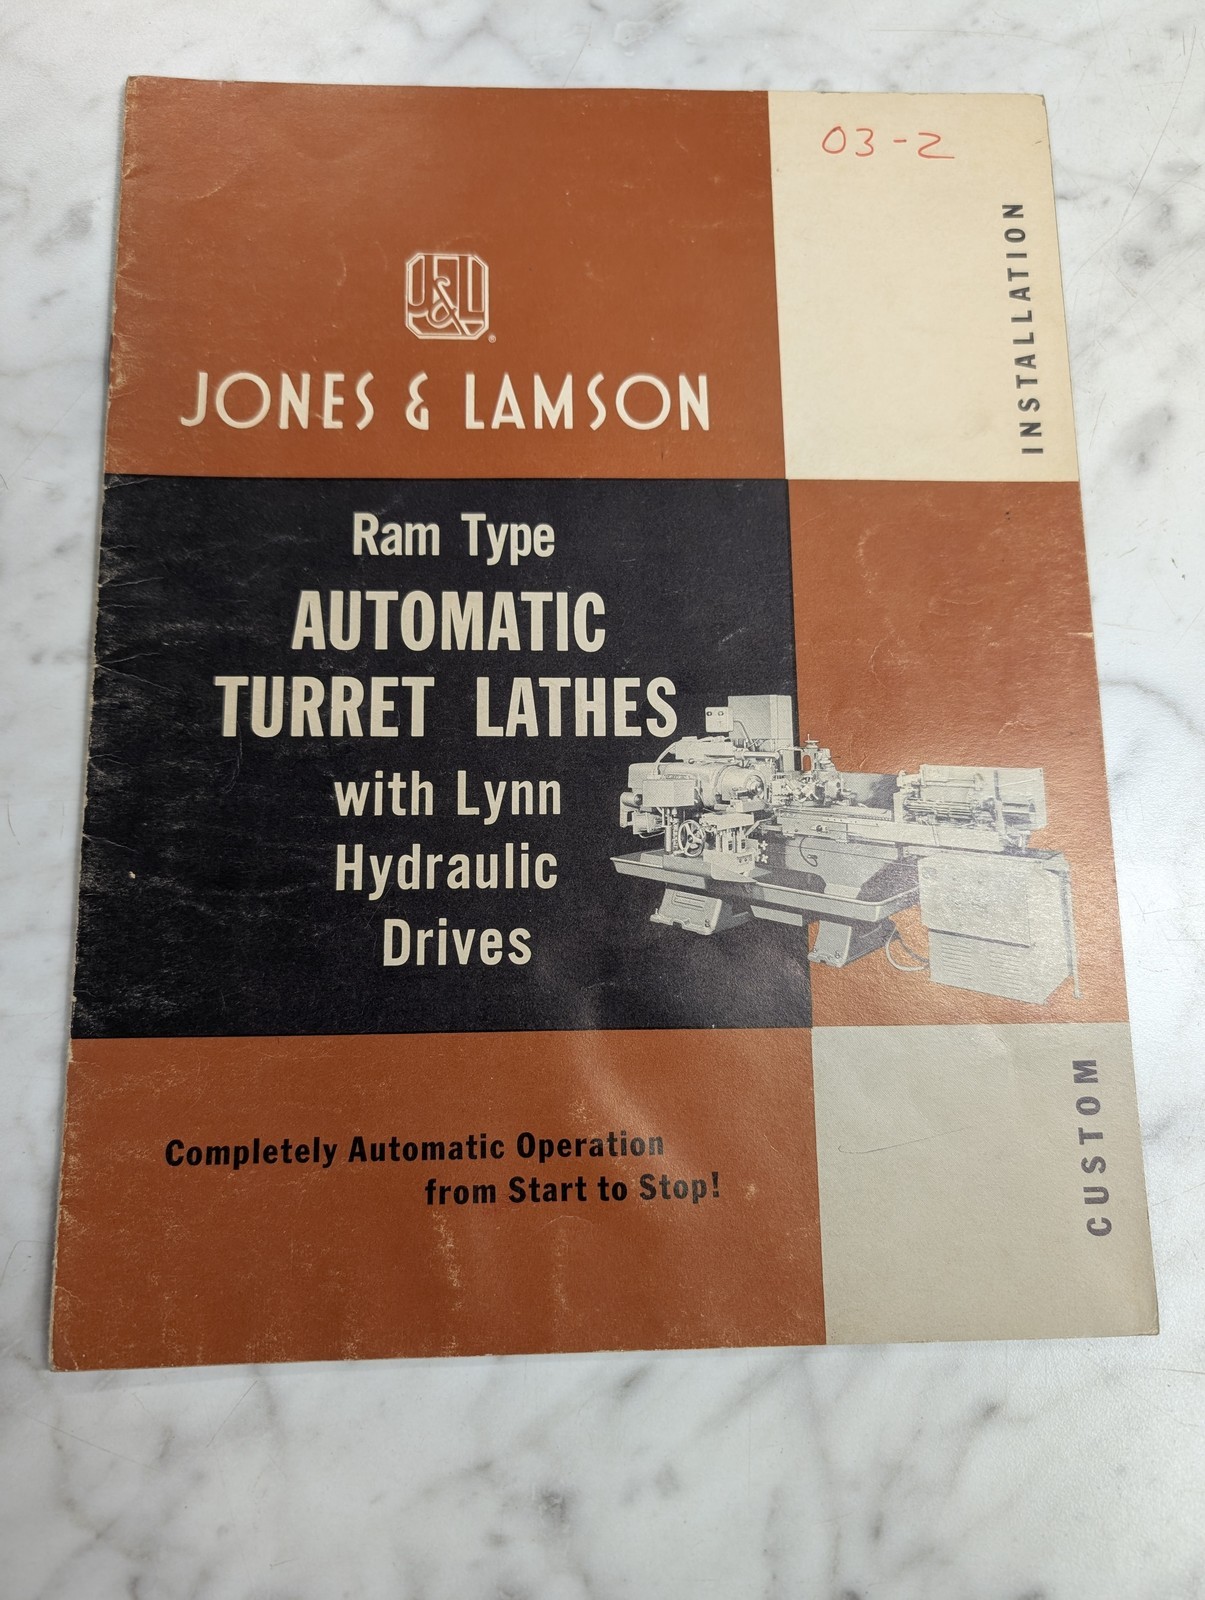 03-2
INSTALLATION
J&L
®
JONES & LAMSON
Ram Type
AUTOMATIC
TURRET LATHES
with Lynn
Hydraulic
Drives
Completely Automatic Operation
from Start to Stop!
CUSTOM